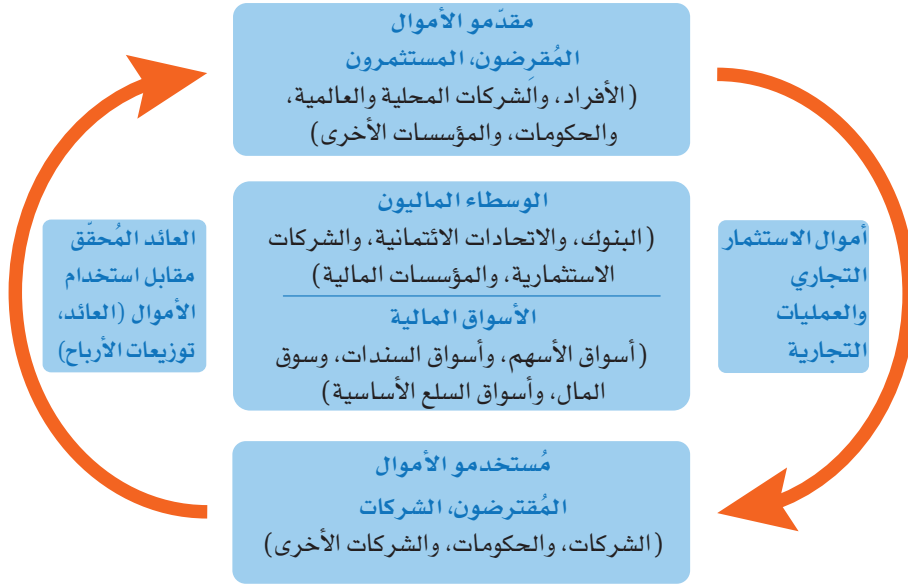 مقدّمو الأموال
المُقرِضون، المستثمرون
(الأفراد، والشركات المحلية والعالمية،
والحكومات، والمؤسسات الأخرى)
أموال الاستثمار
التجاري
والعمليات
التجارية
الوسطاء الماليون
(البنوك، والاتحادات الائتمانية، والشركات
الاستثمارية، والمؤسسات المالية)
الأسواق المالية
(أسواق الأسهم، وأسواق السندات، وسوق
المال، وأسواق السلع الأساسية)
العائد المُحقّق
مقابل استخدام
الأموال (العائد،
توزيعات الأرباح)
مُستخدمو الأموال
المُقترضون، الشركات
(الشركات، والحكومات، والشركات الأخرى)